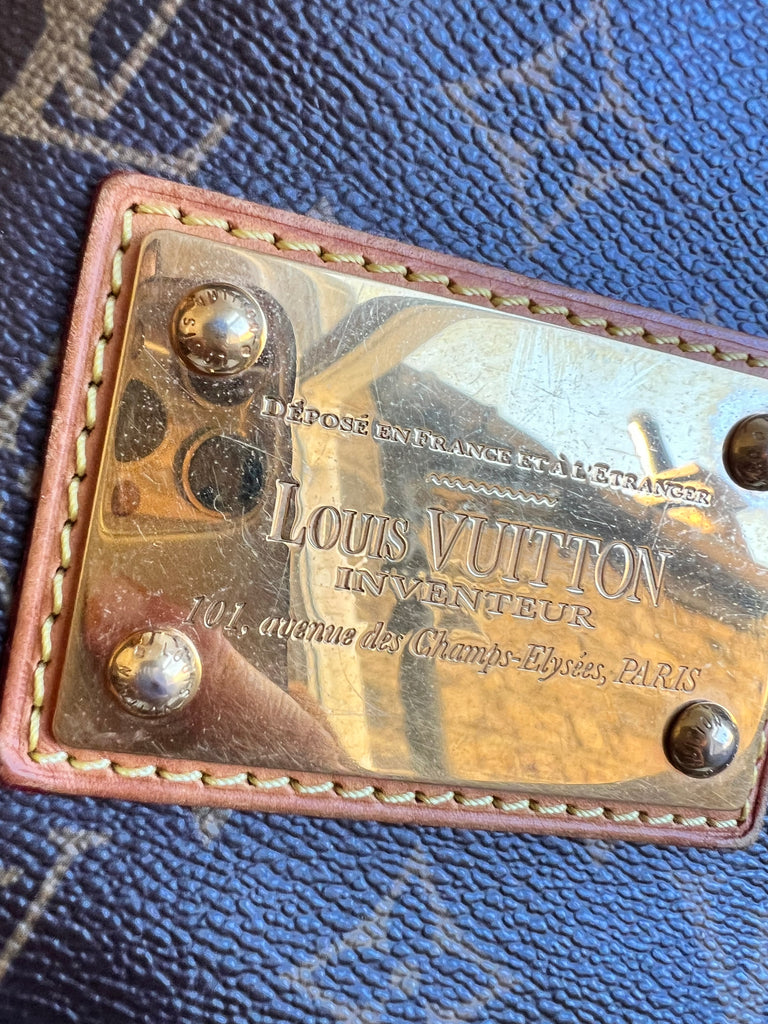 DÉPOSÉ EN FRANCE ET À L'ETRANGER
LOUIS VUITTON
INVENTEUR
101, avenue des Champs-Elysées, PARIS